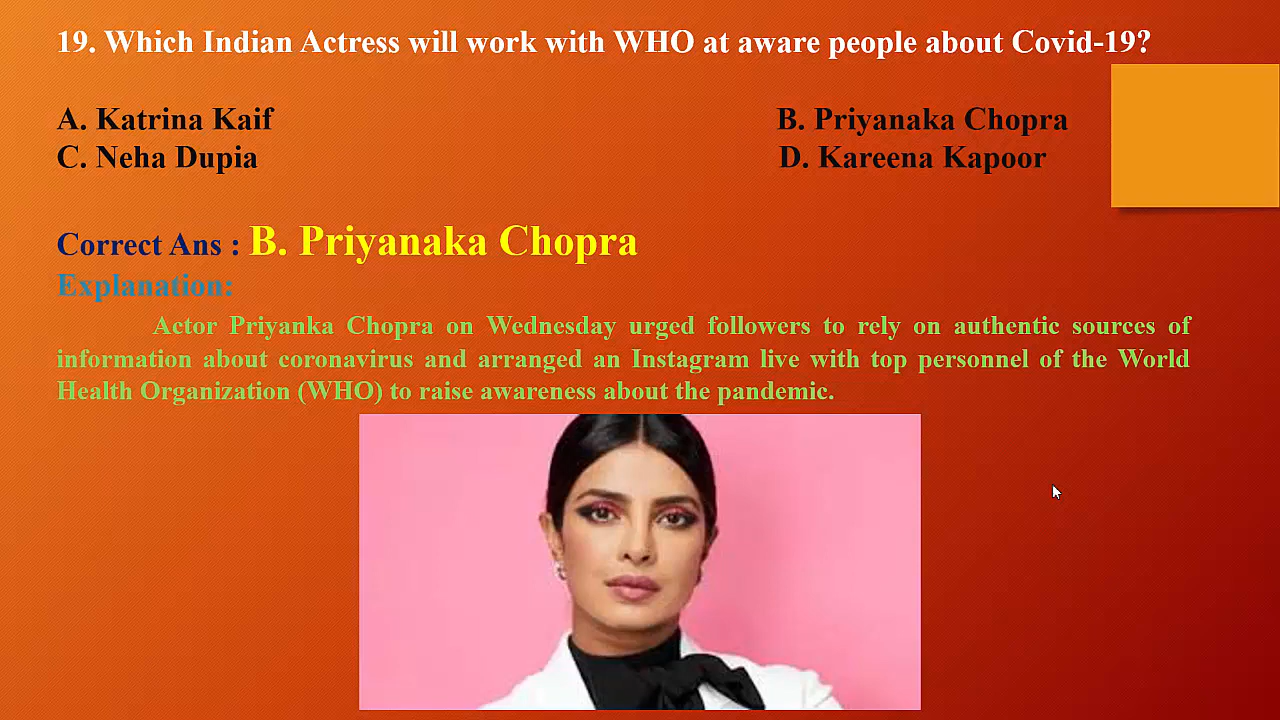 19. Which Indian Actress will work with WHO at aware people about Covid-19?
A. Katrina Kaif B. Priyanaka Chopra
C. Neha Dupia D. Kareena Kapoor
Correct Ans : B. Priyanaka Chopra
Explanation:
Actor Priyanka Chopra on Wednesday urged followers to rely on authentic sources of
information about coronavirus and arranged an Instagram live with top personnel of the World
Health Organization (WHO) to raise awareness about the pandemic.